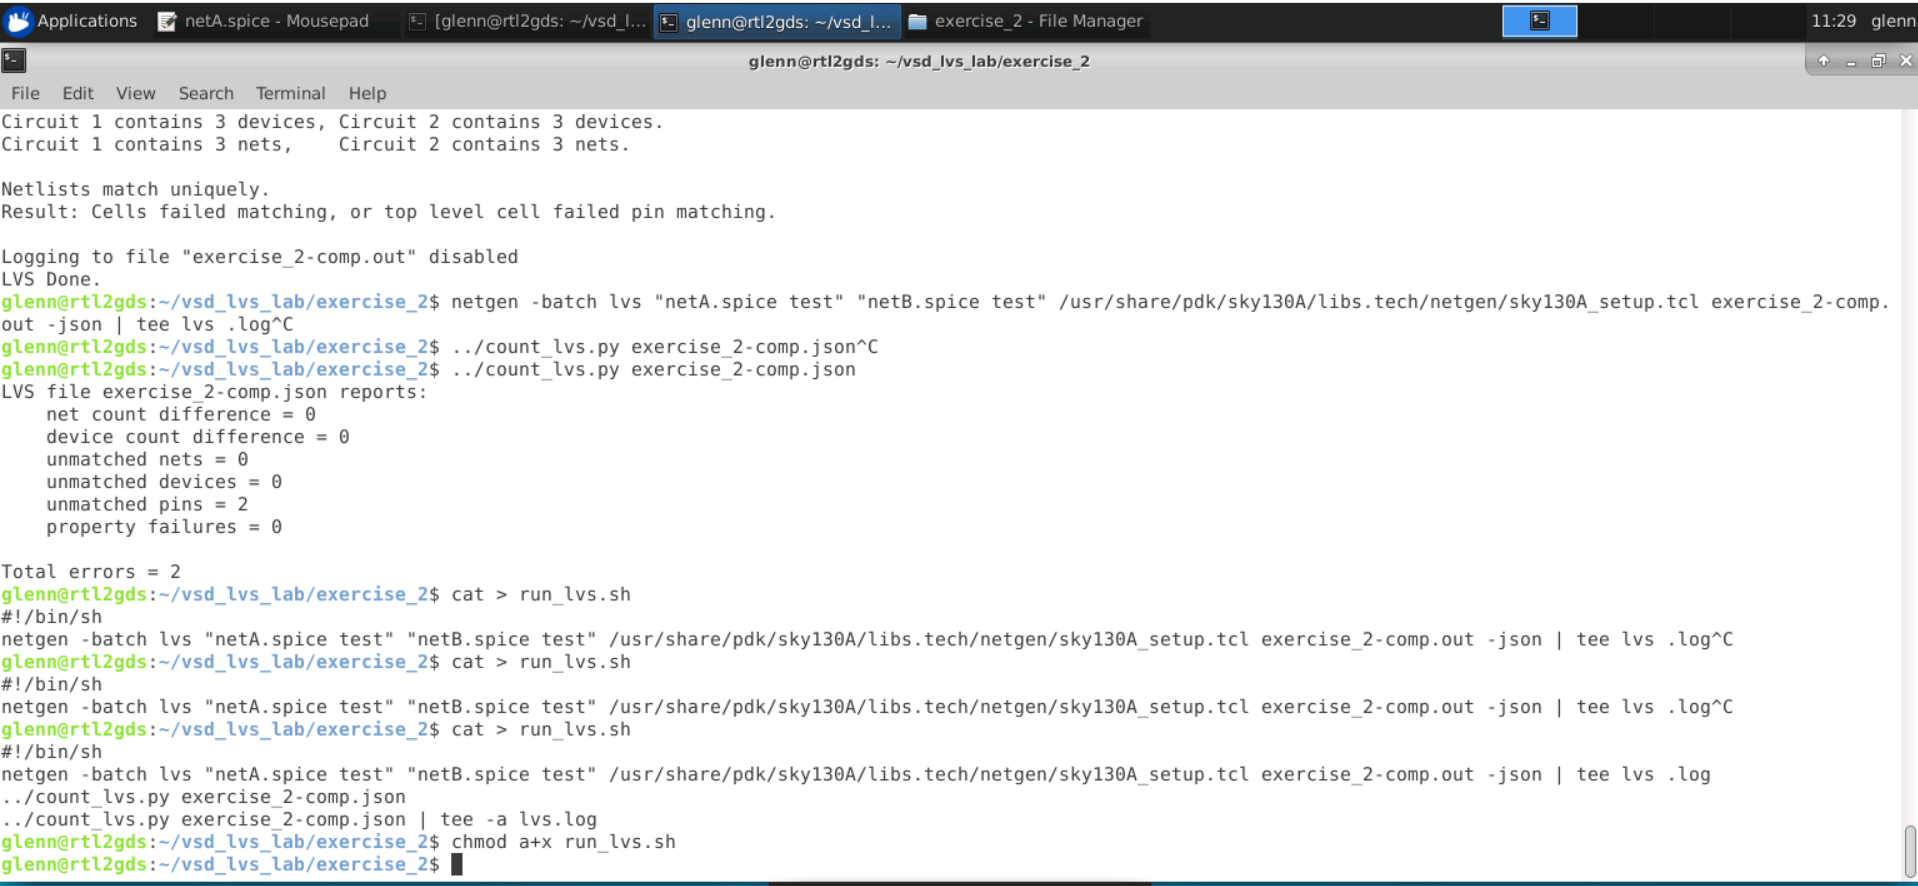 Applications netA.spice - Mousepad [glenn@rtl2gds: ~/vsd_l... glenn@rtl2gds: ~/vsd_l... exercise_2 - File Manager 11:29 glenn
glenn@rtl2gds: ~/vsd_lvs_lab/exercise_2
File Edit View Search Terminal Help
Circuit 1 contains 3 devices, Circuit 2 contains 3 devices.
Circuit 1 contains 3 nets,    Circuit 2 contains 3 nets.
Netlists match uniquely.
Result: Cells failed matching, or top level cell failed pin matching.
Logging to file "exercise_2-comp.out" disabled
LVS Done.
glenn@rtl2gds:~/vsd_lvs_lab/exercise_2$ netgen -batch lvs "netA.spice test" "netB.spice test" /usr/share/pdk/sky130A/libs.tech/netgen/sky130A_setup.tcl exercise_2-comp.
out -json | tee lvs .log^C
glenn@rtl2gds:~/vsd_lvs_lab/exercise_2$ ../count_lvs.py exercise_2-comp.json^C
glenn@rtl2gds:~/vsd_lvs_lab/exercise_2$ ../count_lvs.py exercise_2-comp.json
LVS file exercise_2-comp.json reports:
    net count difference = 0
    device count difference = 0
    unmatched nets = 0
    unmatched devices = 0
    unmatched pins = 2
    property failures = 0
Total errors = 2
glenn@rtl2gds:~/vsd_lvs_lab/exercise_2$ cat > run_lvs.sh
#!/bin/sh
netgen -batch lvs "netA.spice test" "netB.spice test" /usr/share/pdk/sky130A/libs.tech/netgen/sky130A_setup.tcl exercise_2-comp.out -json | tee lvs .log^C
glenn@rtl2gds:~/vsd_lvs_lab/exercise_2$ cat > run_lvs.sh
#!/bin/sh
netgen -batch lvs "netA.spice test" "netB.spice test" /usr/share/pdk/sky130A/libs.tech/netgen/sky130A_setup.tcl exercise_2-comp.out -json | tee lvs .log^C
glenn@rtl2gds:~/vsd_lvs_lab/exercise_2$ cat > run_lvs.sh
#!/bin/sh
netgen -batch lvs "netA.spice test" "netB.spice test" /usr/share/pdk/sky130A/libs.tech/netgen/sky130A_setup.tcl exercise_2-comp.out -json | tee lvs .log
../count_lvs.py exercise_2-comp.json
../count_lvs.py exercise_2-comp.json | tee -a lvs.log
glenn@rtl2gds:~/vsd_lvs_lab/exercise_2$ chmod a+x run_lvs.sh
glenn@rtl2gds:~/vsd_lvs_lab/exercise_2$